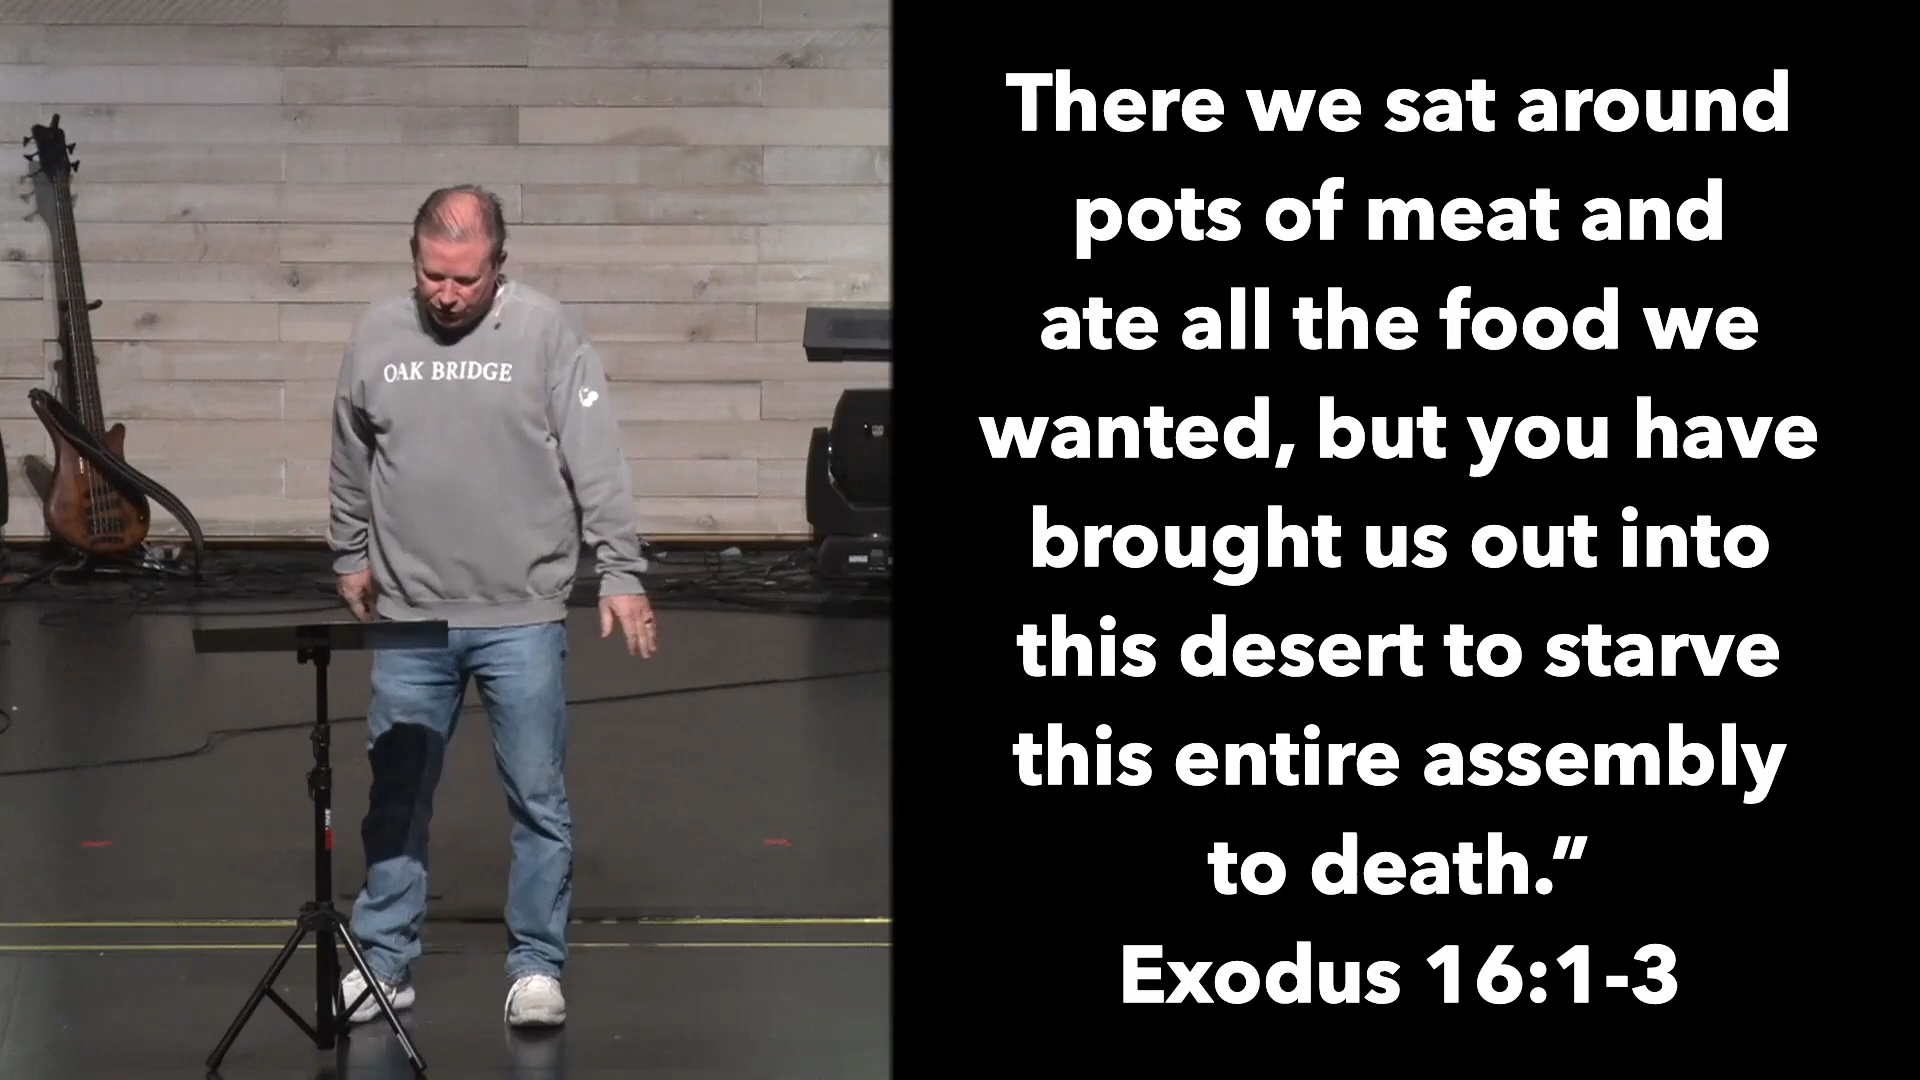 OAK BRIDGE
There we sat around
pots of meat and
ate all the food we
wanted, but you have
brought us out into
this desert to starve
this entire assembly
to death.”
Exodus 16:1-3